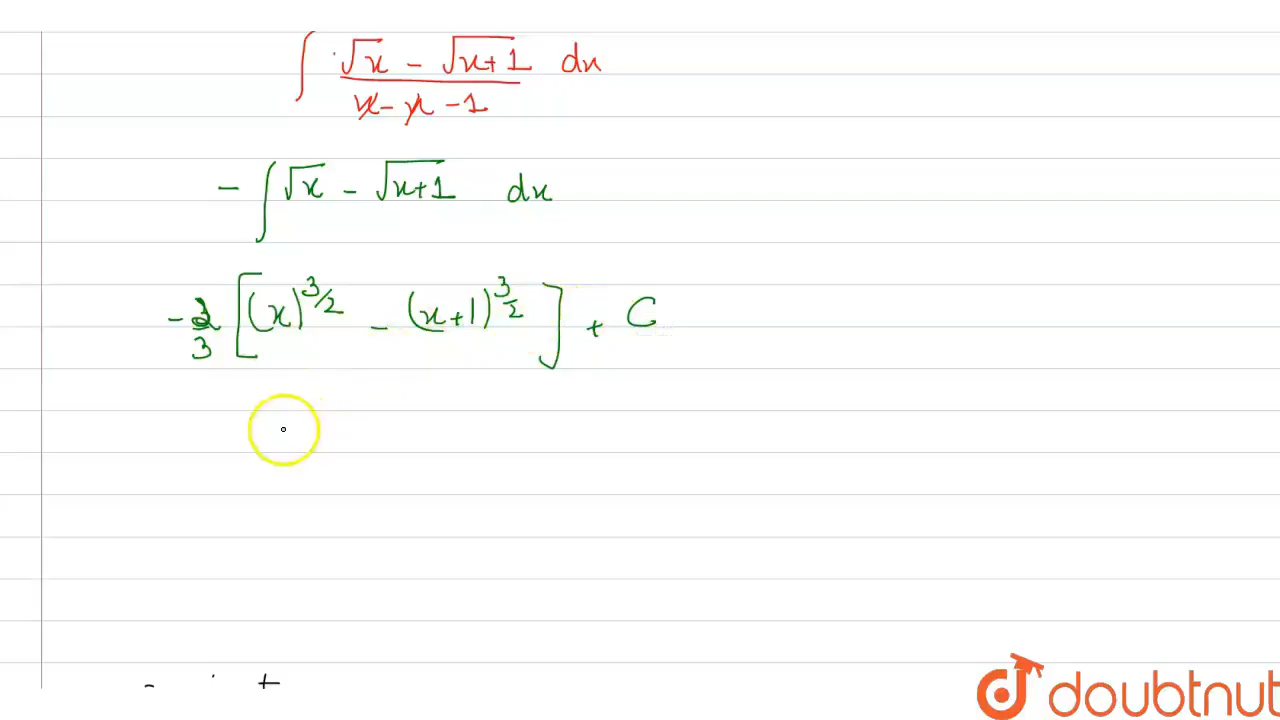 ∫ (√x - √(x+1)) / (x - x - 1) dx
- ∫ √x - √(x+1) dx
- 2/3 [ (x)^3/2 - (x+1)^3/2 ] + C
doubtnut